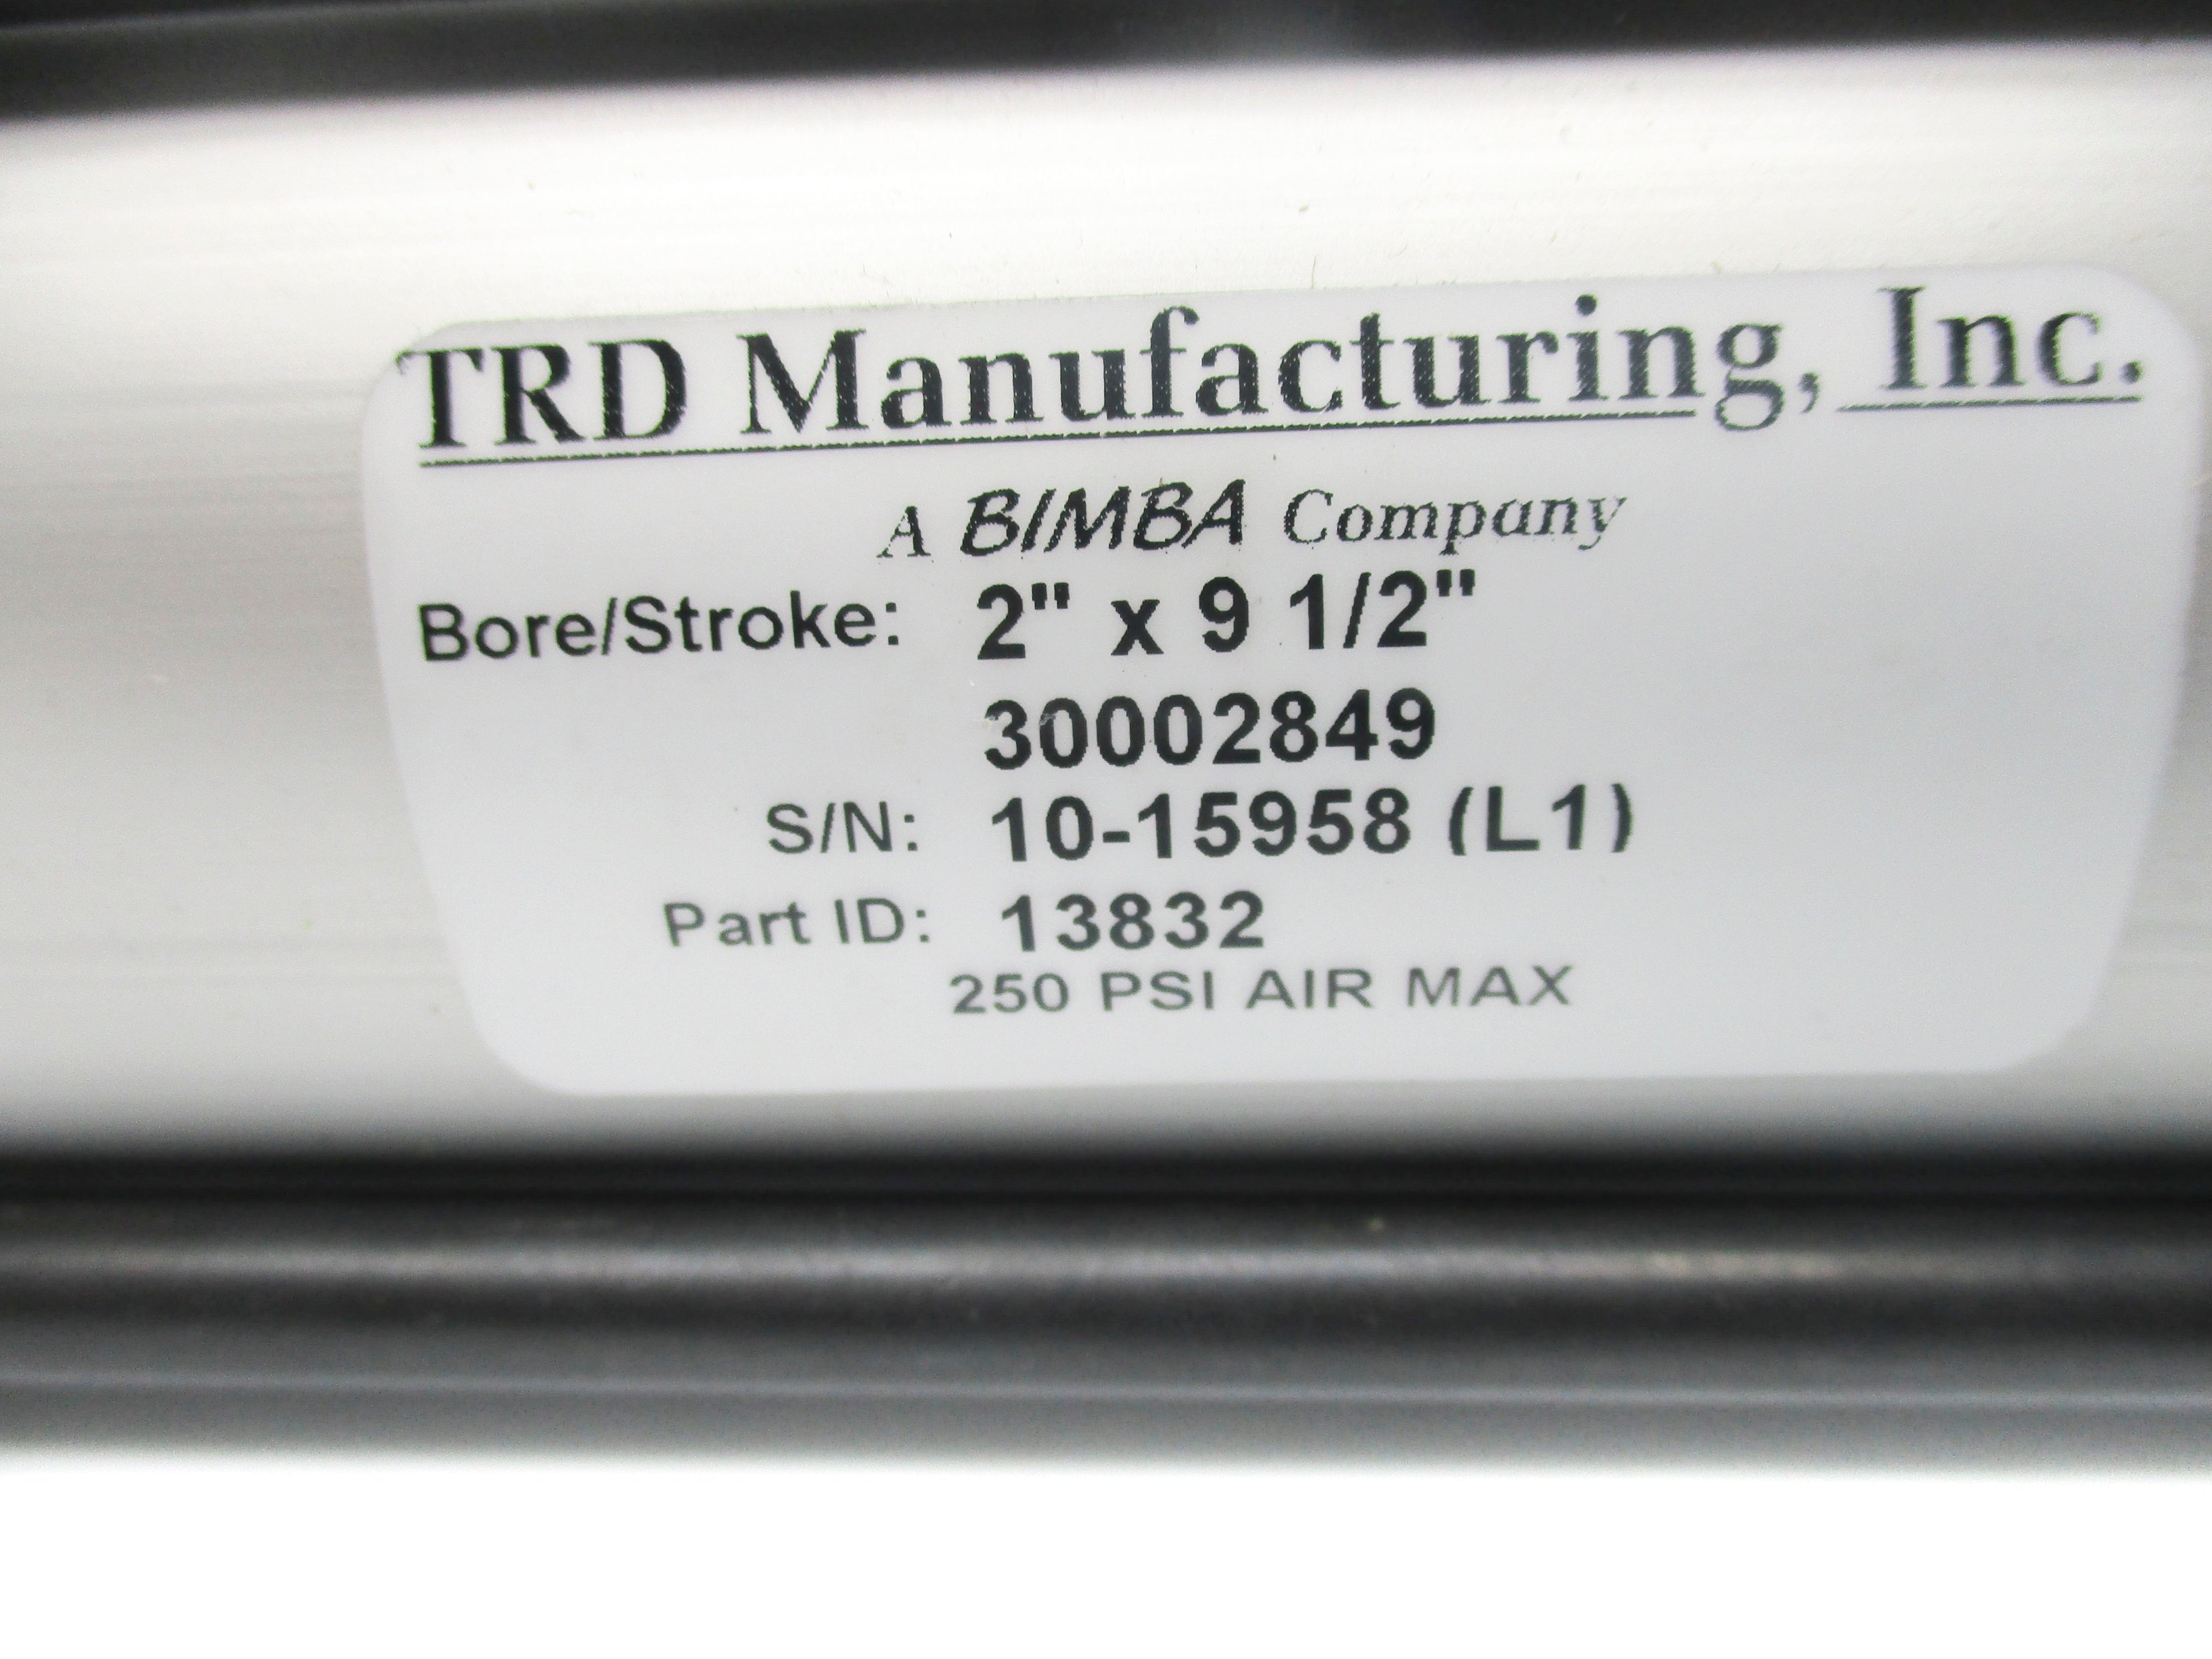 TRD Manufacturing, Inc.
A BIMBA Company
Bore/Stroke: 2" x 9 1/2"
30002849
S/N: 10-15958 (L1)
Part ID: 13832
250 PSI AIR MAX